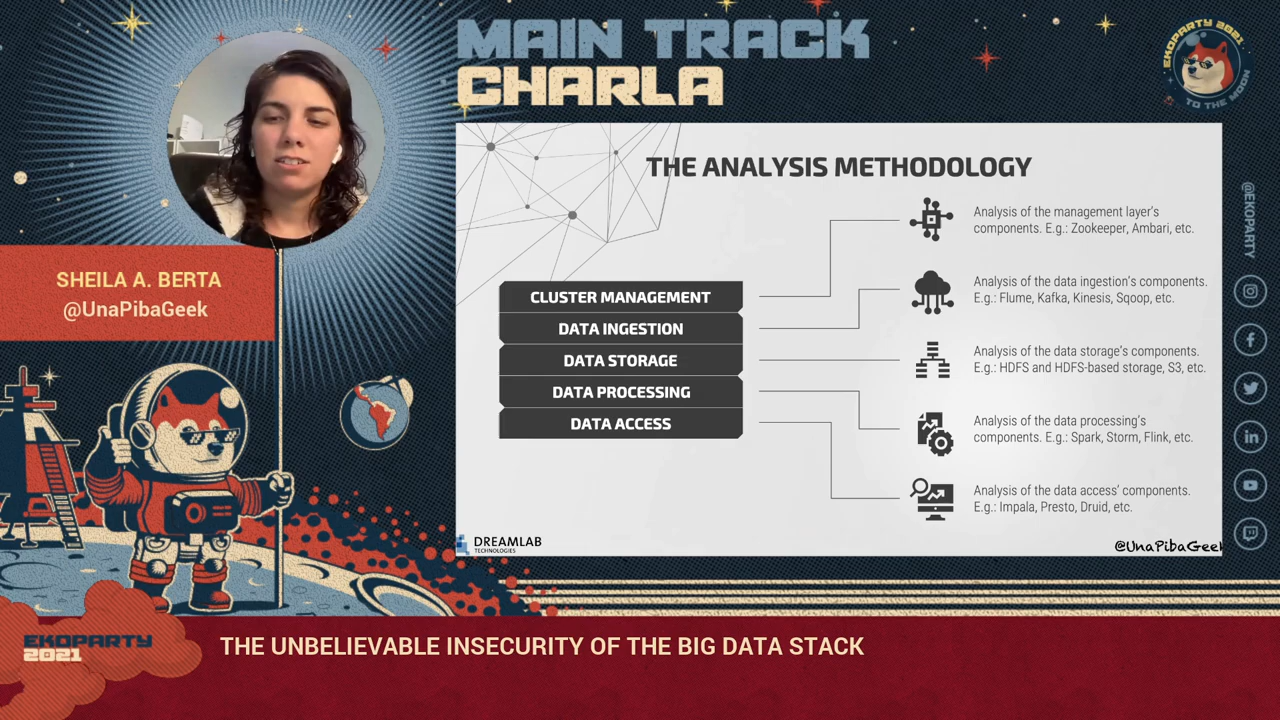 MAIN TRACK
CHARLA
EKOPARTY 2021
TO THE MOON
@EKOPARTY
SHEILA A. BERTA
@UnaPibaGeek
THE ANALYSIS METHODOLOGY
CLUSTER MANAGEMENT
DATA INGESTION
DATA STORAGE
DATA PROCESSING
DATA ACCESS
Analysis of the management layer's
components. E.g.: Zookeeper, Ambari, etc.
Analysis of the data ingestion's components.
E.g.: Flume, Kafka, Kinesis, Sqoop, etc.
Analysis of the data storage's components.
E.g.: HDFS and HDFS-based storage, S3, etc.
Analysis of the data processing's
components. E.g.: Spark, Storm, Flink, etc.
Analysis of the data access' components.
E.g.: Impala, Presto, Druid, etc.
DREAMLAB
TECHNOLOGIES
@UnaPibaGeek
EKOPARTY
2021
THE UNBELIEVABLE INSECURITY OF THE BIG DATA STACK